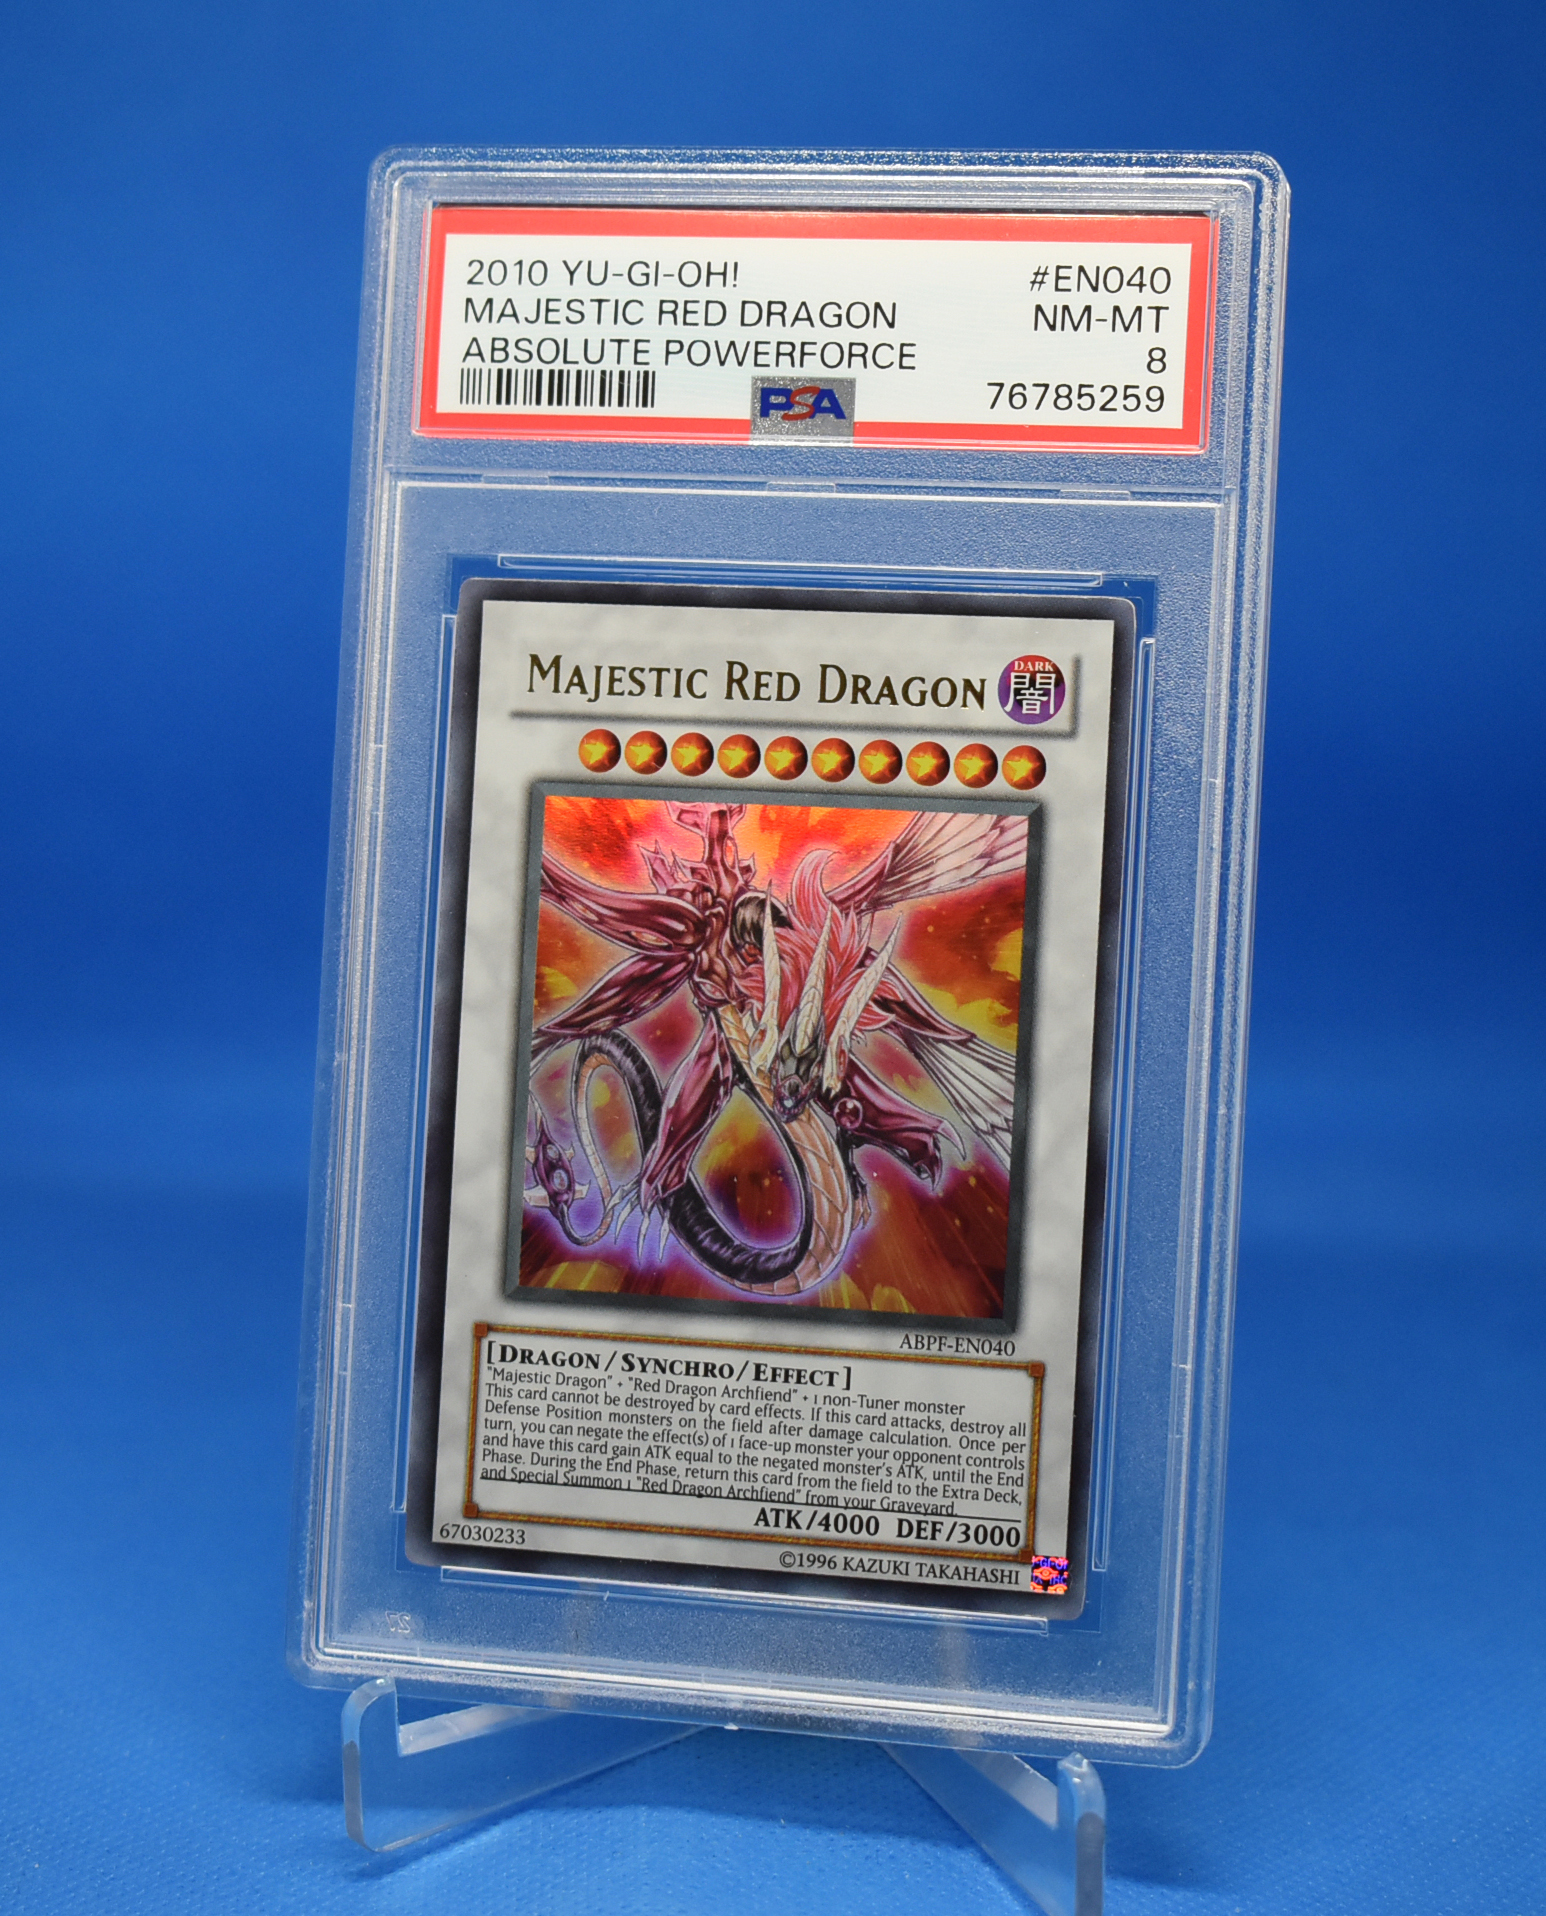 2010 YU-GI-OH! #EN040
MAJESTIC RED DRAGON NM-MT
ABSOLUTE POWERFORCE 8
PSA 76785259
MAJESTIC RED DRAGON
DARK
闇
ABPF-EN040
[DRAGON/SYNCHRO/EFFECT]
"Majestic Dragon" + "Red Dragon Archfiend" + 1 non-Tuner monster
This card cannot be destroyed by card effects. If this card attacks, destroy all
Defense Position monsters on the field after damage calculation. Once per
turn, you can negate the effect(s) of 1 face-up monster your opponent controls
and have this card gain ATK equal to the negated monster's ATK, until the End
Phase. During the End Phase, return this card from the field to the Extra Deck,
and Special Summon 1 "Red Dragon Archfiend" from your Graveyard.
ATK/4000 DEF/3000
67030233
©1996 KAZUKI TAKAHASHI